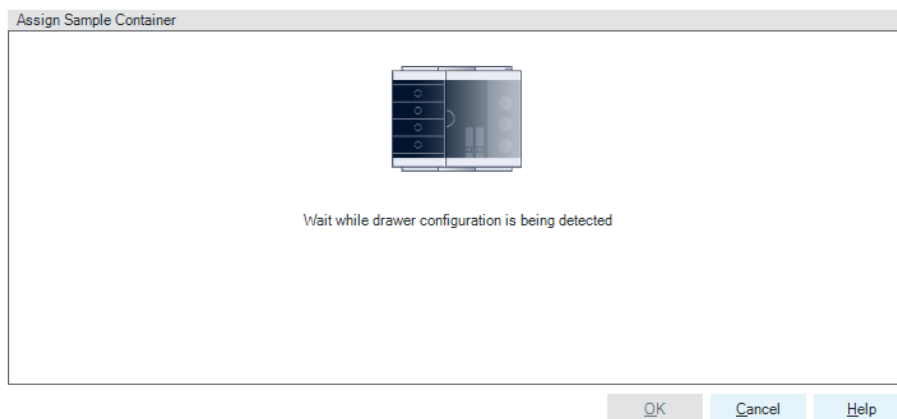 Assign Sample Container
Wait while drawer configuration is being detected
OK Cancel Help